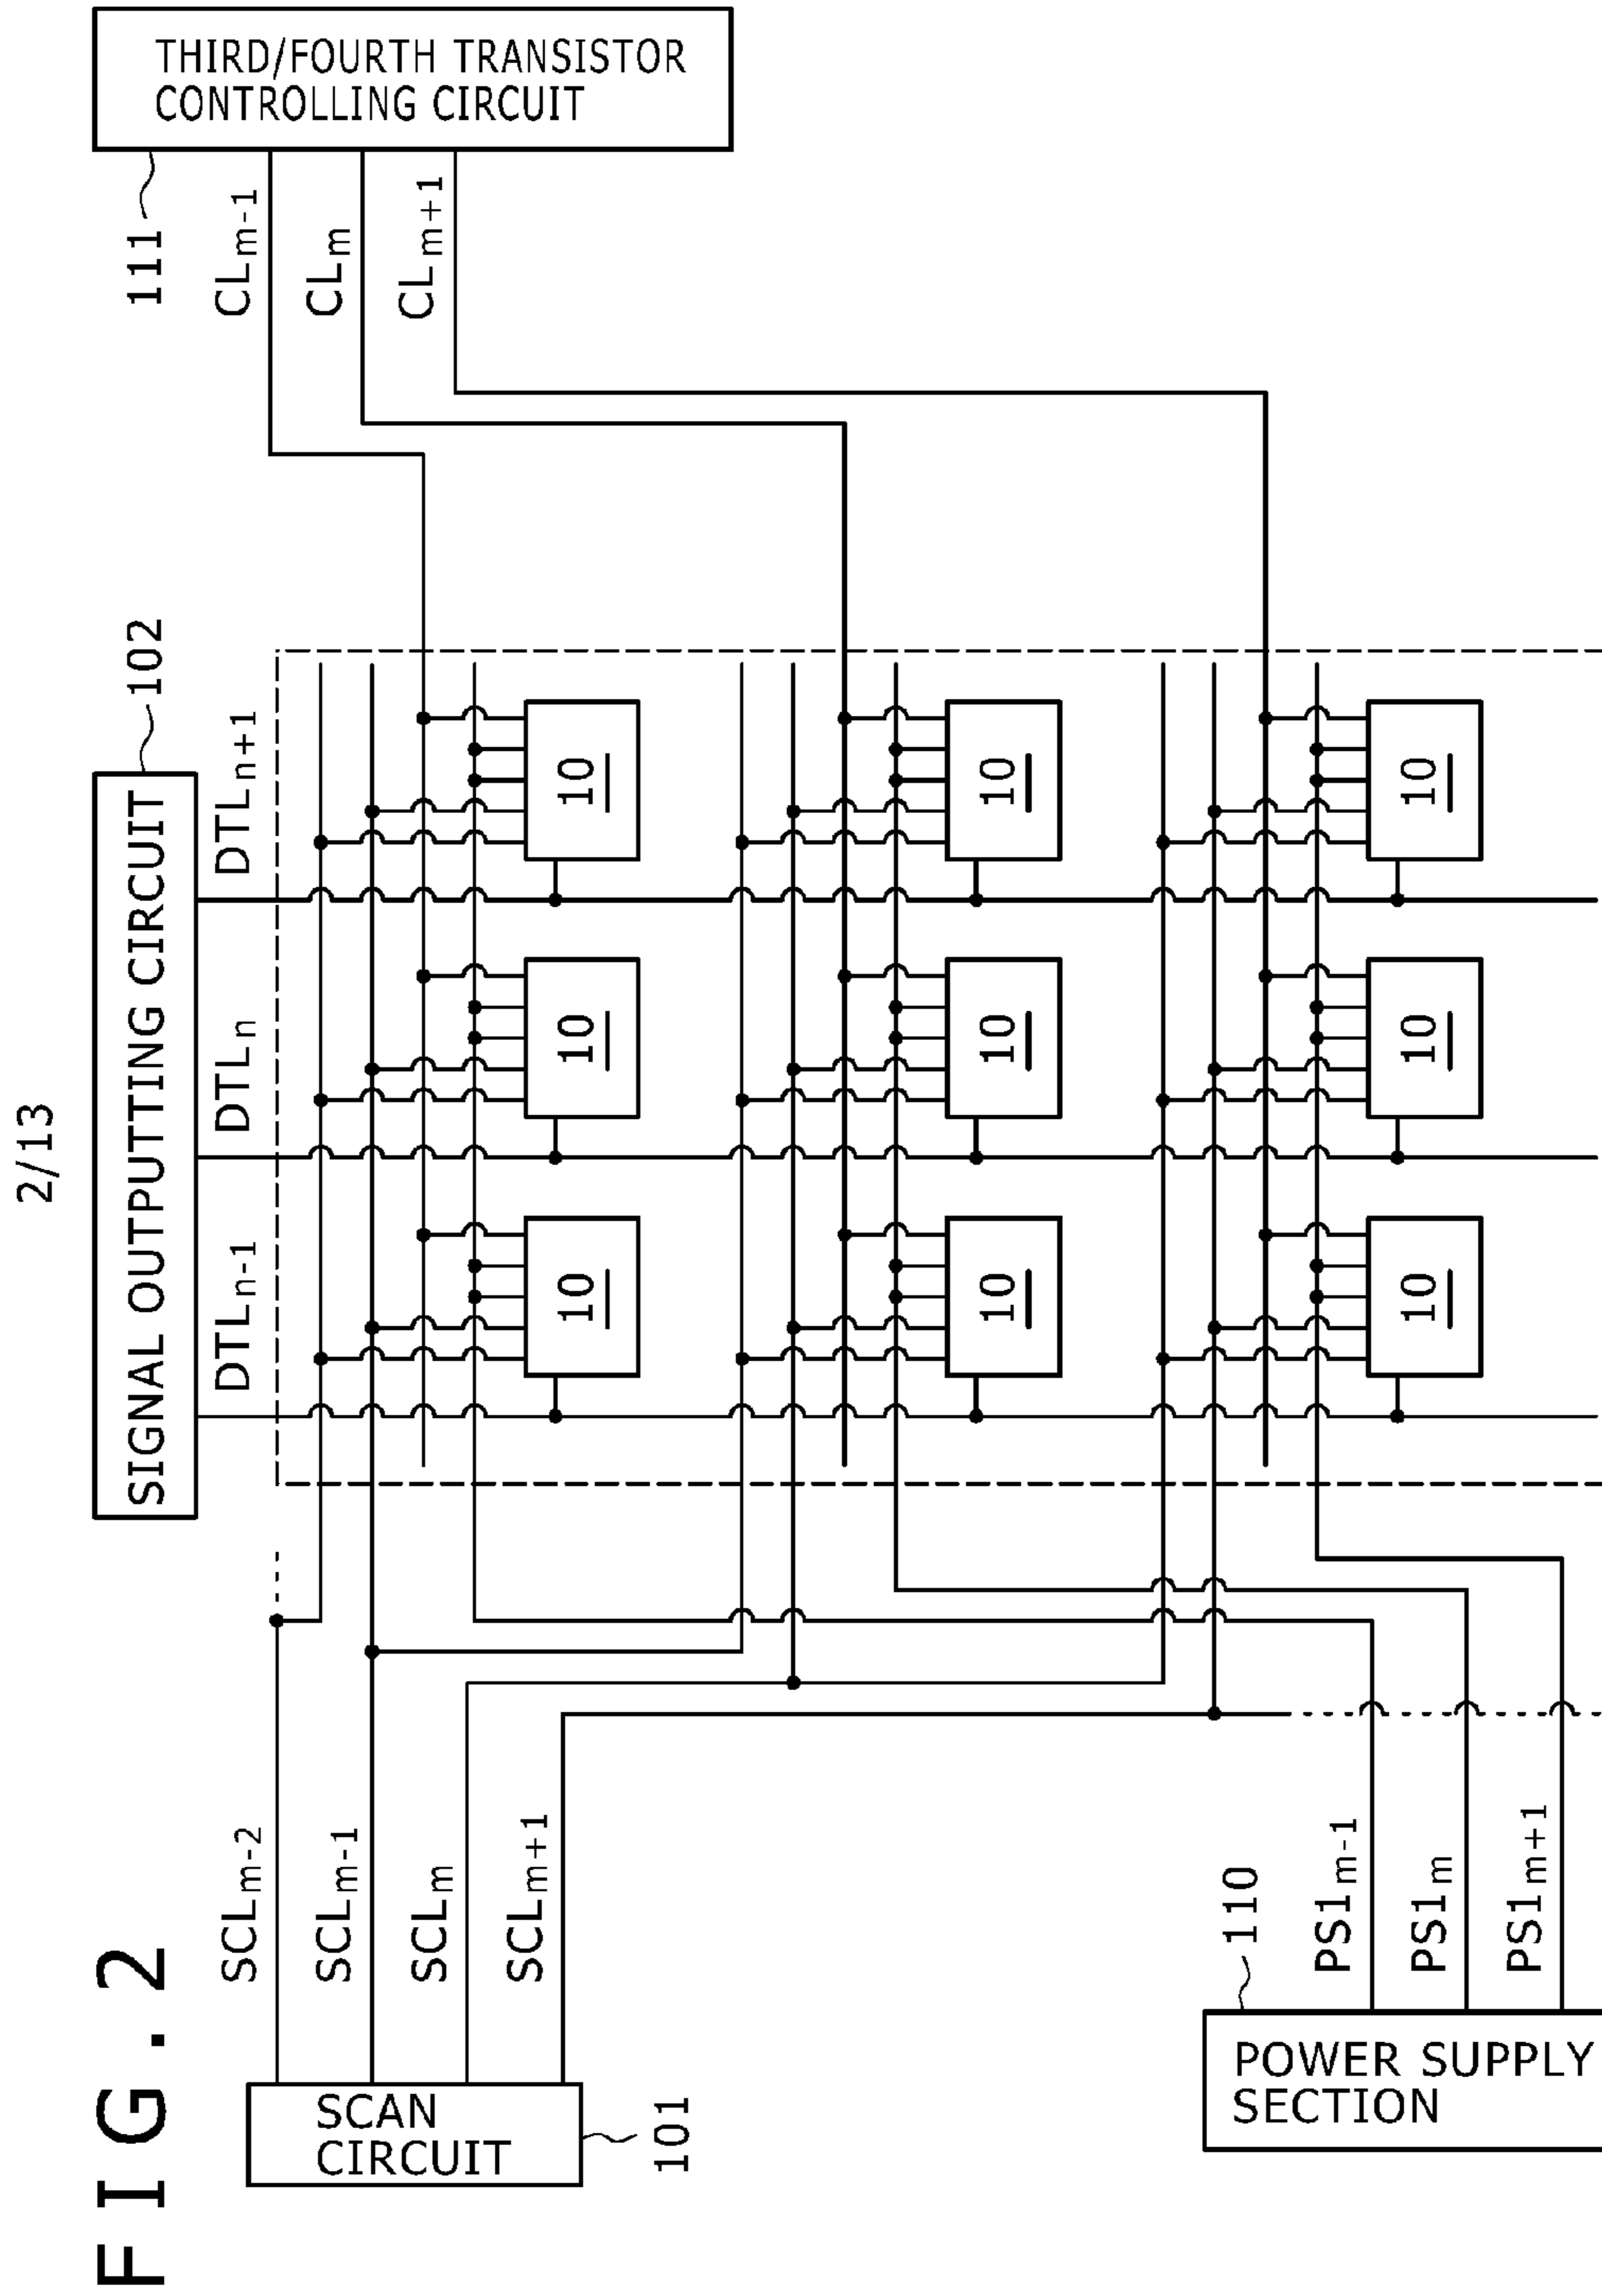 2/13
FIG.2
SIGNAL OUTPUTTING CIRCUIT
102
THIRD/FOURTH TRANSISTOR
CONTROLLING CIRCUIT
111
DTLn-1
DTLn
DTLn+1
CLm-1
CLm
CLm+1
SCLm-2
SCLm-1
SCLm
SCLm+1
SCAN
CIRCUIT
101
10
10
10
10
10
10
10
10
10
110
PS1m-1
PS1m
PS1m+1
POWER SUPPLY
SECTION